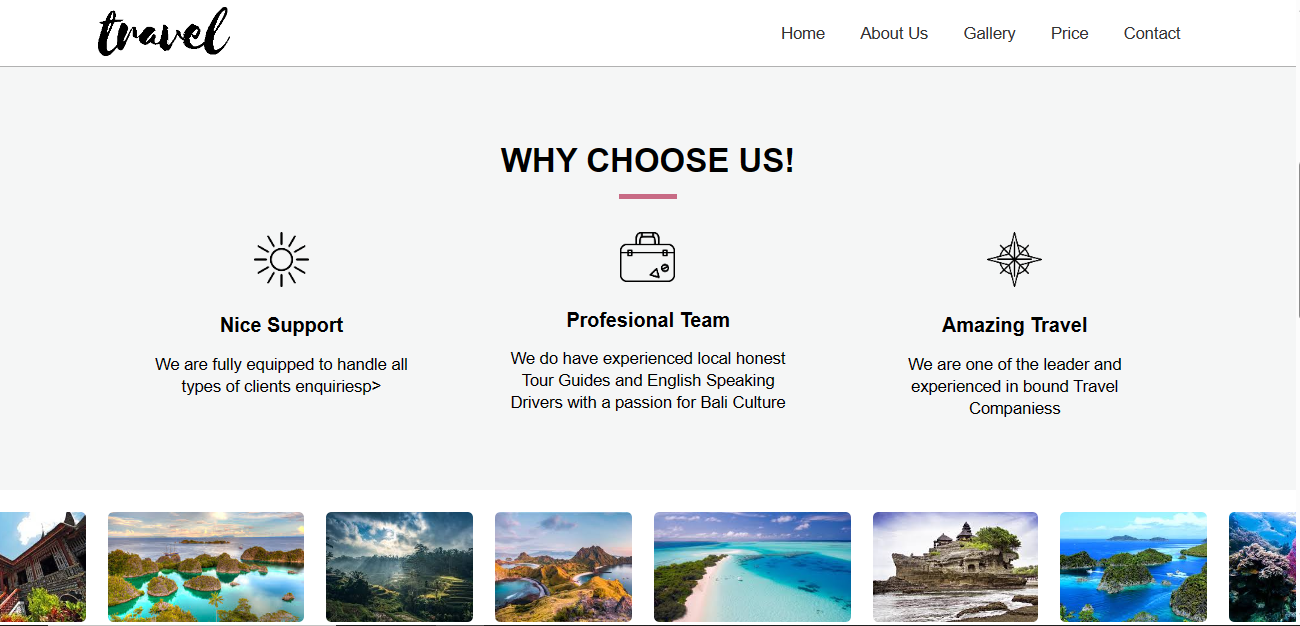 travel
Home
About Us
Gallery
Price
Contact
WHY CHOOSE US!
Nice Support
We are fully equipped to handle all
types of clients enquiriesp>
Profesional Team
We do have experienced local honest
Tour Guides and English Speaking
Drivers with a passion for Bali Culture
Amazing Travel
We are one of the leader and
experienced in bound Travel
Companiess